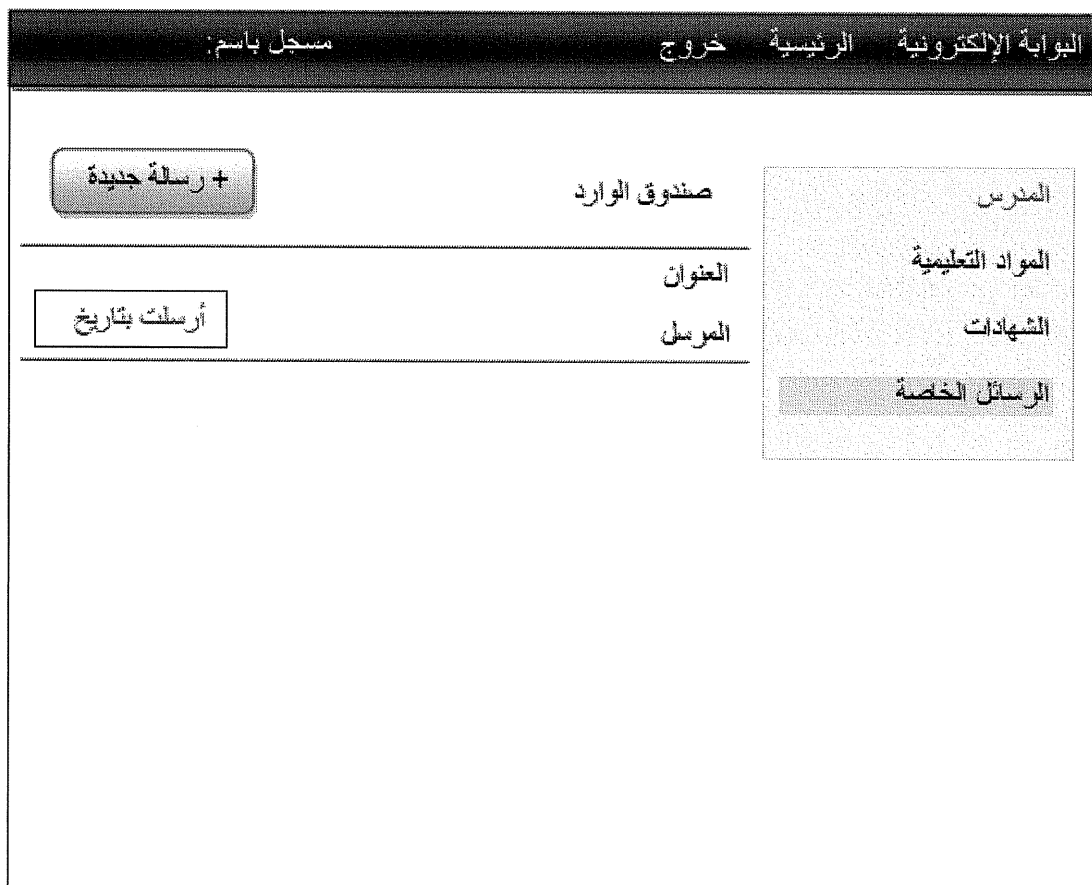 البوابة الإلكترونية الرئيسية خروج مسجل باسم:
المدرس
المواد التعليمية
الشهادات
الرسائل الخاصة
صندوق الوارد + رسالة جديدة
العنوان
المرسل أرسلت بتاريخ